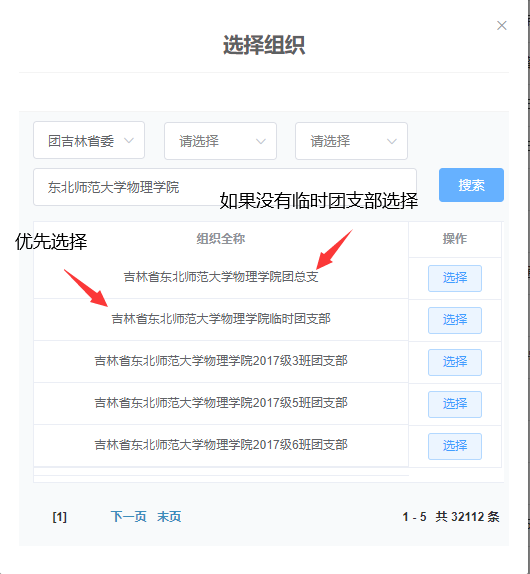 ×
选择组织
团吉林省委 请选择 请选择
东北师范大学物理学院 搜索
如果没有临时团支部选择
优先选择
组织全称 操作
吉林省东北师范大学物理学院团总支 选择
吉林省东北师范大学物理学院临时团支部 选择
吉林省东北师范大学物理学院2017级3班团支部 选择
吉林省东北师范大学物理学院2017级5班团支部 选择
吉林省东北师范大学物理学院2017级6班团支部 选择
[1] 下一页 末页 1 - 5 共 32112 条